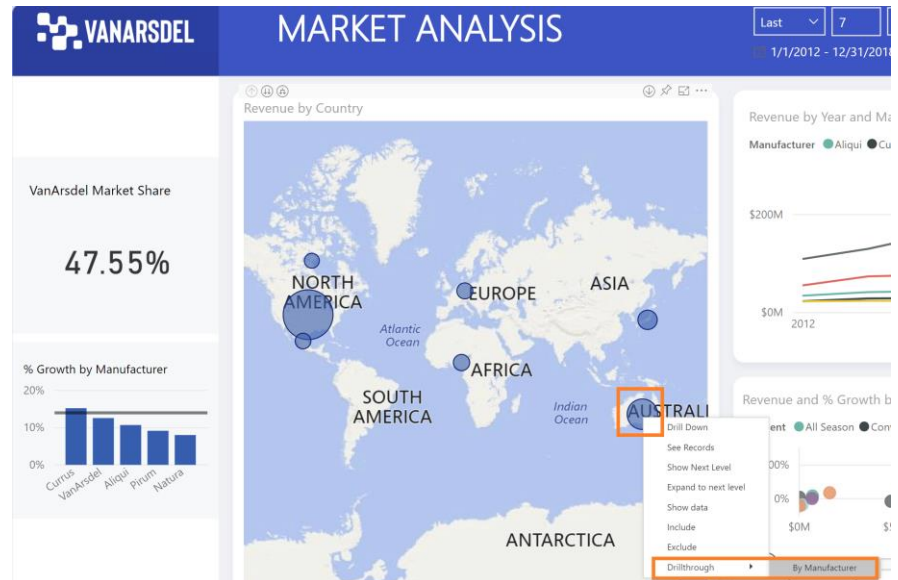 VANARSDEL
MARKET ANALYSIS
Last
7
1/1/2012 - 12/31/2018
Revenue by Country
VanArsdel Market Share
47.55%
% Growth by Manufacturer
20%
10%
0%
Currus
VanArsdel
Aliqui
Pirum
Natura
NORTH
AMERICA
EUROPE
ASIA
Atlantic
Ocean
AFRICA
SOUTH
AMERICA
Indian
Ocean
AUSTRALI
ANTARCTICA
Drill Down
See Records
Show Next Level
Expand to next level
Show data
Include
Exclude
Drillthrough
By Manufacturer
Revenue by Year and Ma
Manufacturer Aliqui Cu
$200M
$0M
2012
Revenue and % Growth b
ent All Season Con
00%
0%
$0M